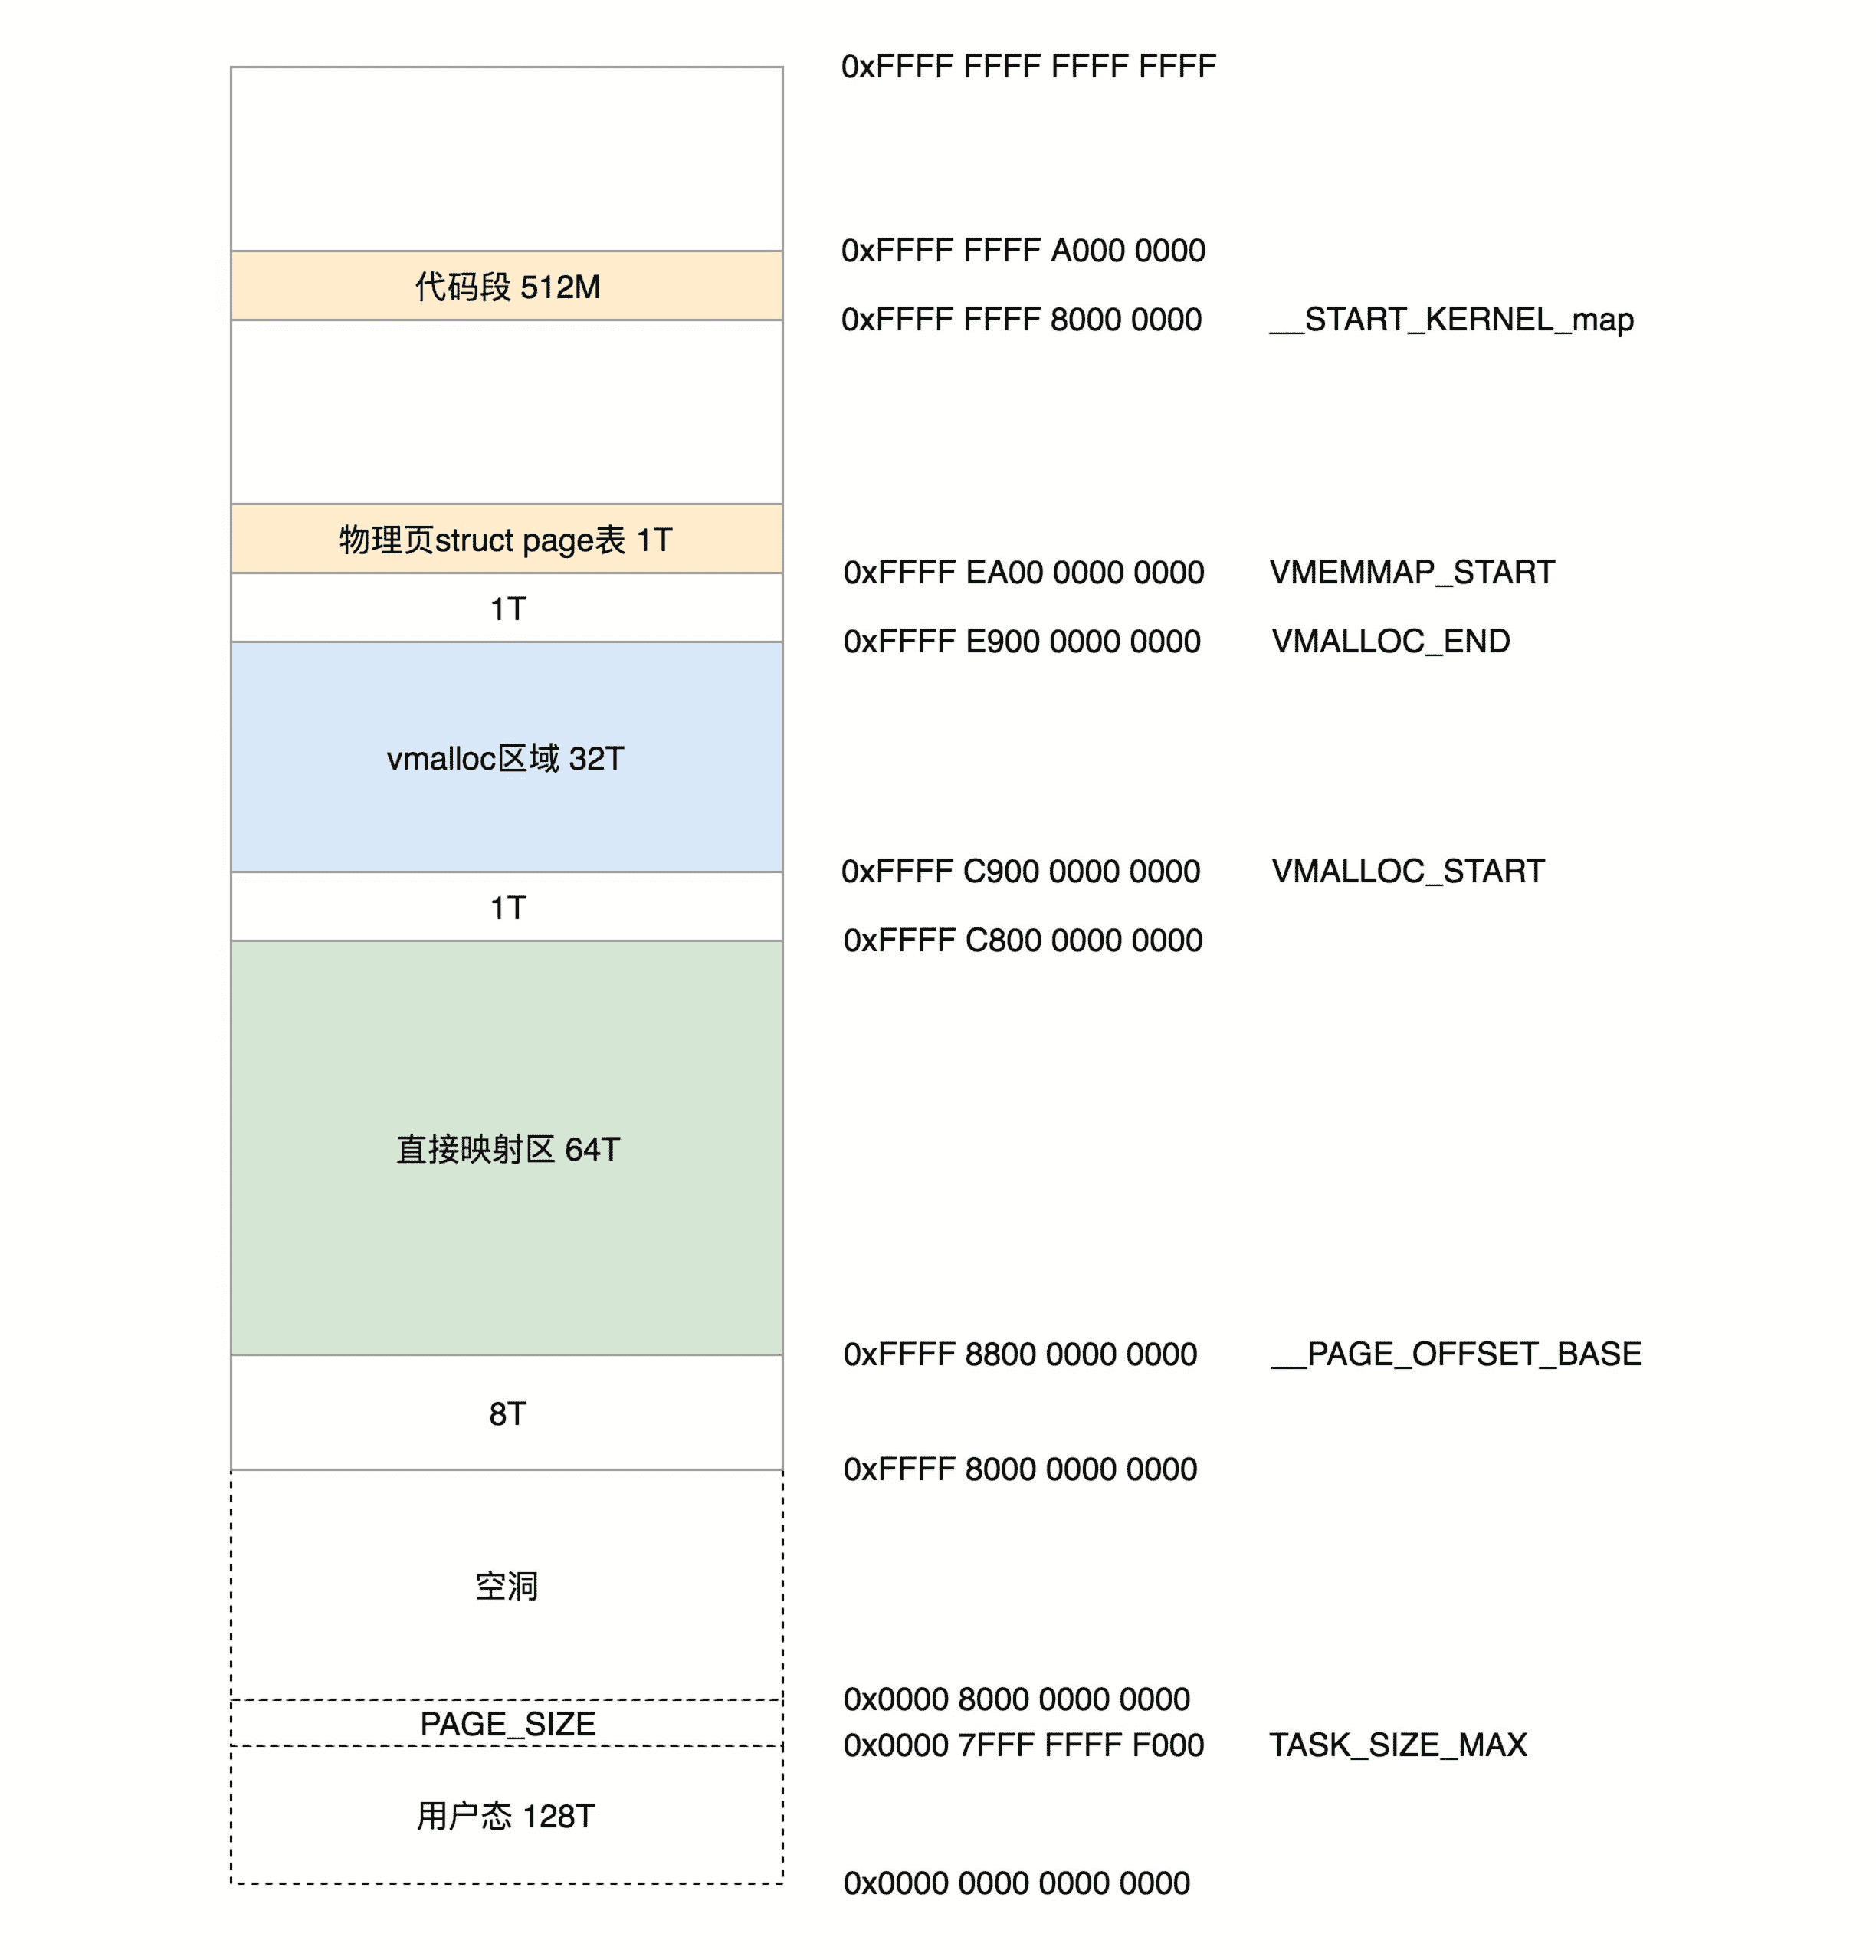 0xFFFF FFFF FFFF FFFF
0xFFFF FFFF A000 0000
代码段 512M
0xFFFF FFFF 8000 0000 __START_KERNEL_map
物理页struct page表 1T
0xFFFF EA00 0000 0000 VMEMMAP_START
1T
0xFFFF E900 0000 0000 VMALLOC_END
vmalloc区域 32T
0xFFFF C900 0000 0000 VMALLOC_START
1T
0xFFFF C800 0000 0000
直接映射区 64T
0xFFFF 8800 0000 0000 __PAGE_OFFSET_BASE
8T
0xFFFF 8000 0000 0000
空洞
0x0000 8000 0000 0000
PAGE_SIZE
0x0000 7FFF FFFF F000 TASK_SIZE_MAX
用户态 128T
0x0000 0000 0000 0000